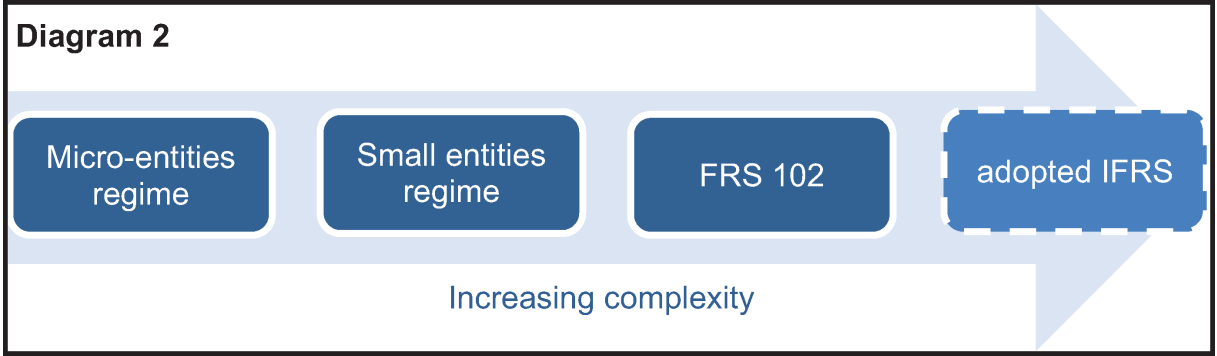 Diagram 2
Micro-entities
regime
Small entities
regime
FRS 102
adopted IFRS
Increasing complexity